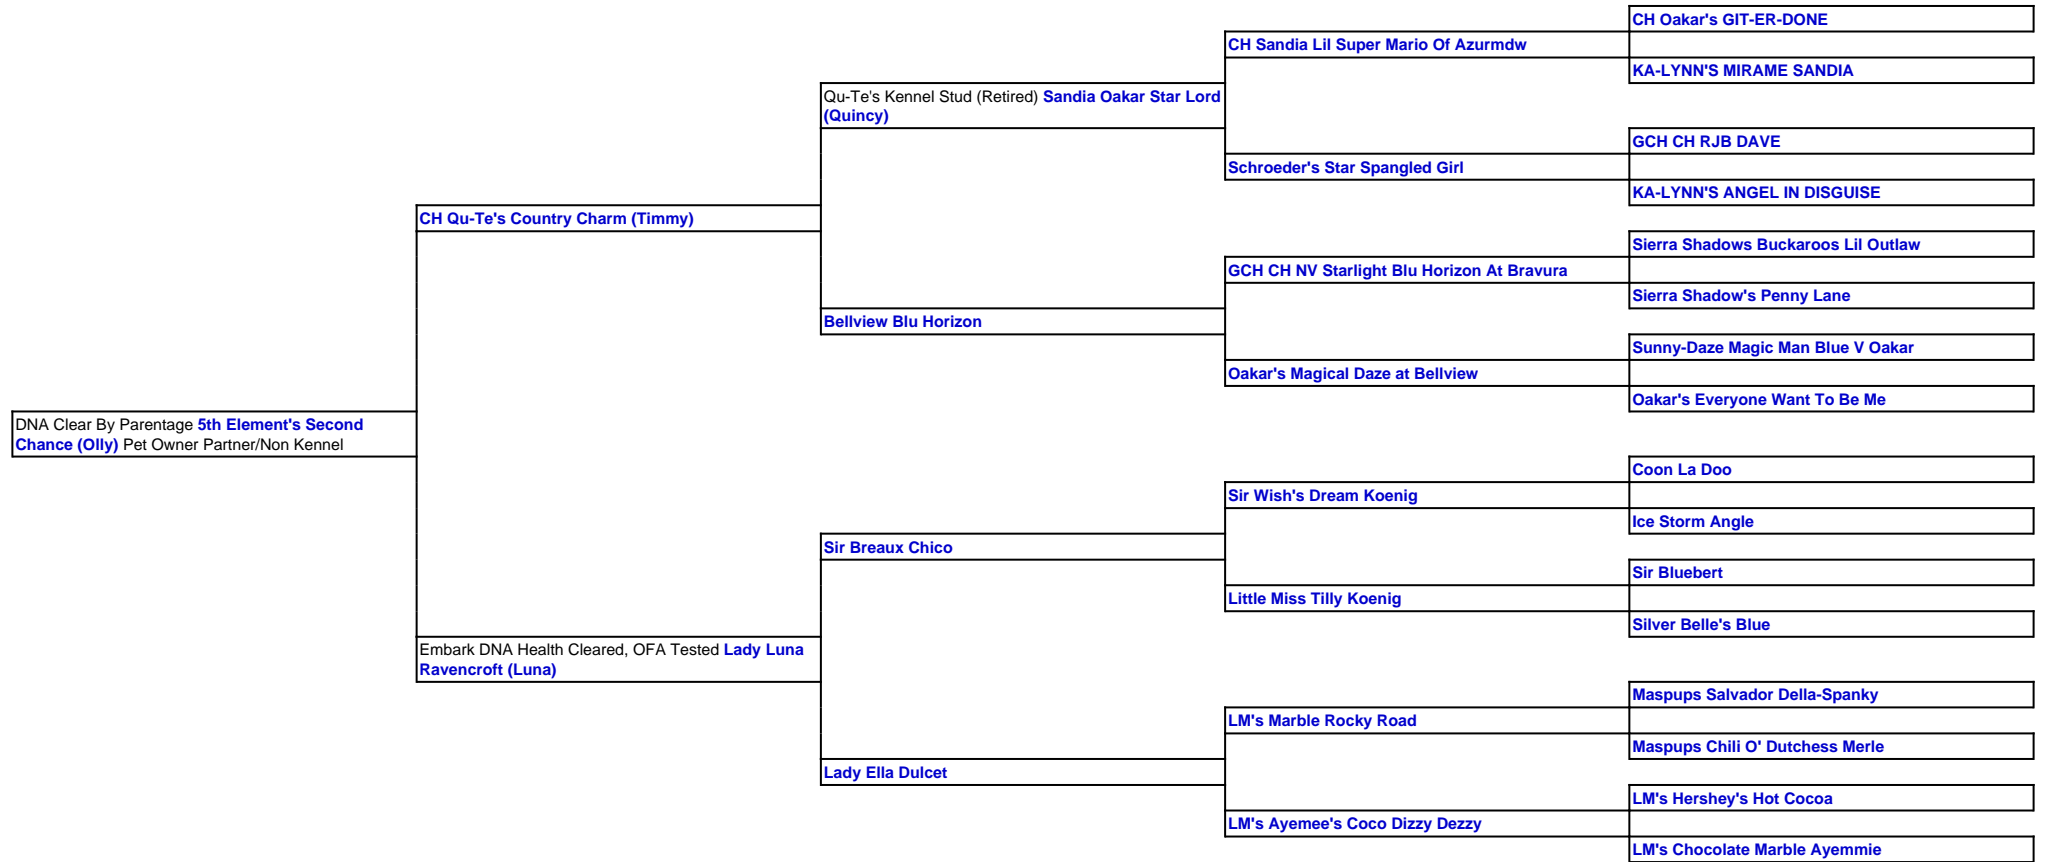 CH Oakar's GIT-ER-DONE
CH Sandia Lil Super Mario Of Azurmdw
KA-LYNN'S MIRAME SANDIA
Qu-Te's Kennel Stud (Retired) Sandia Oakar Star Lord
(Quincy)
GCH CH RJB DAVE
Schroeder's Star Spangled Girl
KA-LYNN'S ANGEL IN DISGUISE
CH Qu-Te's Country Charm (Timmy)
Sierra Shadows Buckaroos Lil Outlaw
GCH CH NV Starlight Blu Horizon At Bravura
Sierra Shadow's Penny Lane
Bellview Blu Horizon
Sunny-Daze Magic Man Blue V Oakar
Oakar's Magical Daze at Bellview
Oakar's Everyone Want To Be Me
DNA Clear By Parentage 5th Element's Second
Chance (Olly) Pet Owner Partner/Non Kennel
Coon La Doo
Sir Wish's Dream Koenig
Ice Storm Angle
Sir Breaux Chico
Sir Bluebert
Little Miss Tilly Koenig
Silver Belle's Blue
Embark DNA Health Cleared, OFA Tested Lady Luna
Ravencroft (Luna)
Maspups Salvador Della-Spanky
LM's Marble Rocky Road
Maspups Chili O' Dutchess Merle
Lady Ella Dulcet
LM's Hershey's Hot Cocoa
LM's Ayemee's Coco Dizzy Dezzy
LM's Chocolate Marble Ayemmie